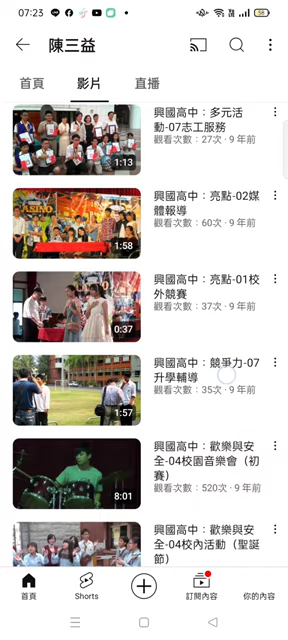 07:23
58
陳三益
首頁
影片
直播
興國高中：多元活
動-07志工服務
觀看次數：27次 · 9 年前
1:13
興國高中：亮點-02媒
體報導
觀看次數：60次 · 9 年前
1:58
興國高中：亮點-01校
外競賽
觀看次數：37次 · 9 年前
0:37
興國高中：競爭力-07
升學輔導
觀看次數：35次 · 9 年前
1:57
興國高中：歡樂與安
全-04校園音樂會（初
賽）
觀看次數：520次 · 9 年前
8:01
興國高中：歡樂與安
全-04校內活動（聖誕
節）
首頁
Shorts
訂閱內容
你的內容